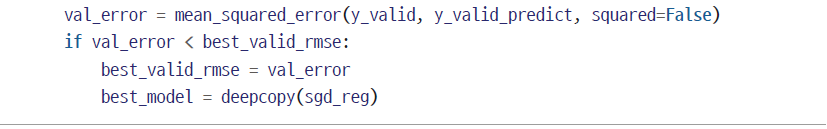 val_error = mean_squared_error(y_valid, y_valid_predict, squared=False)
if val_error < best_valid_rmse:
    best_valid_rmse = val_error
    best_model = deepcopy(sgd_reg)